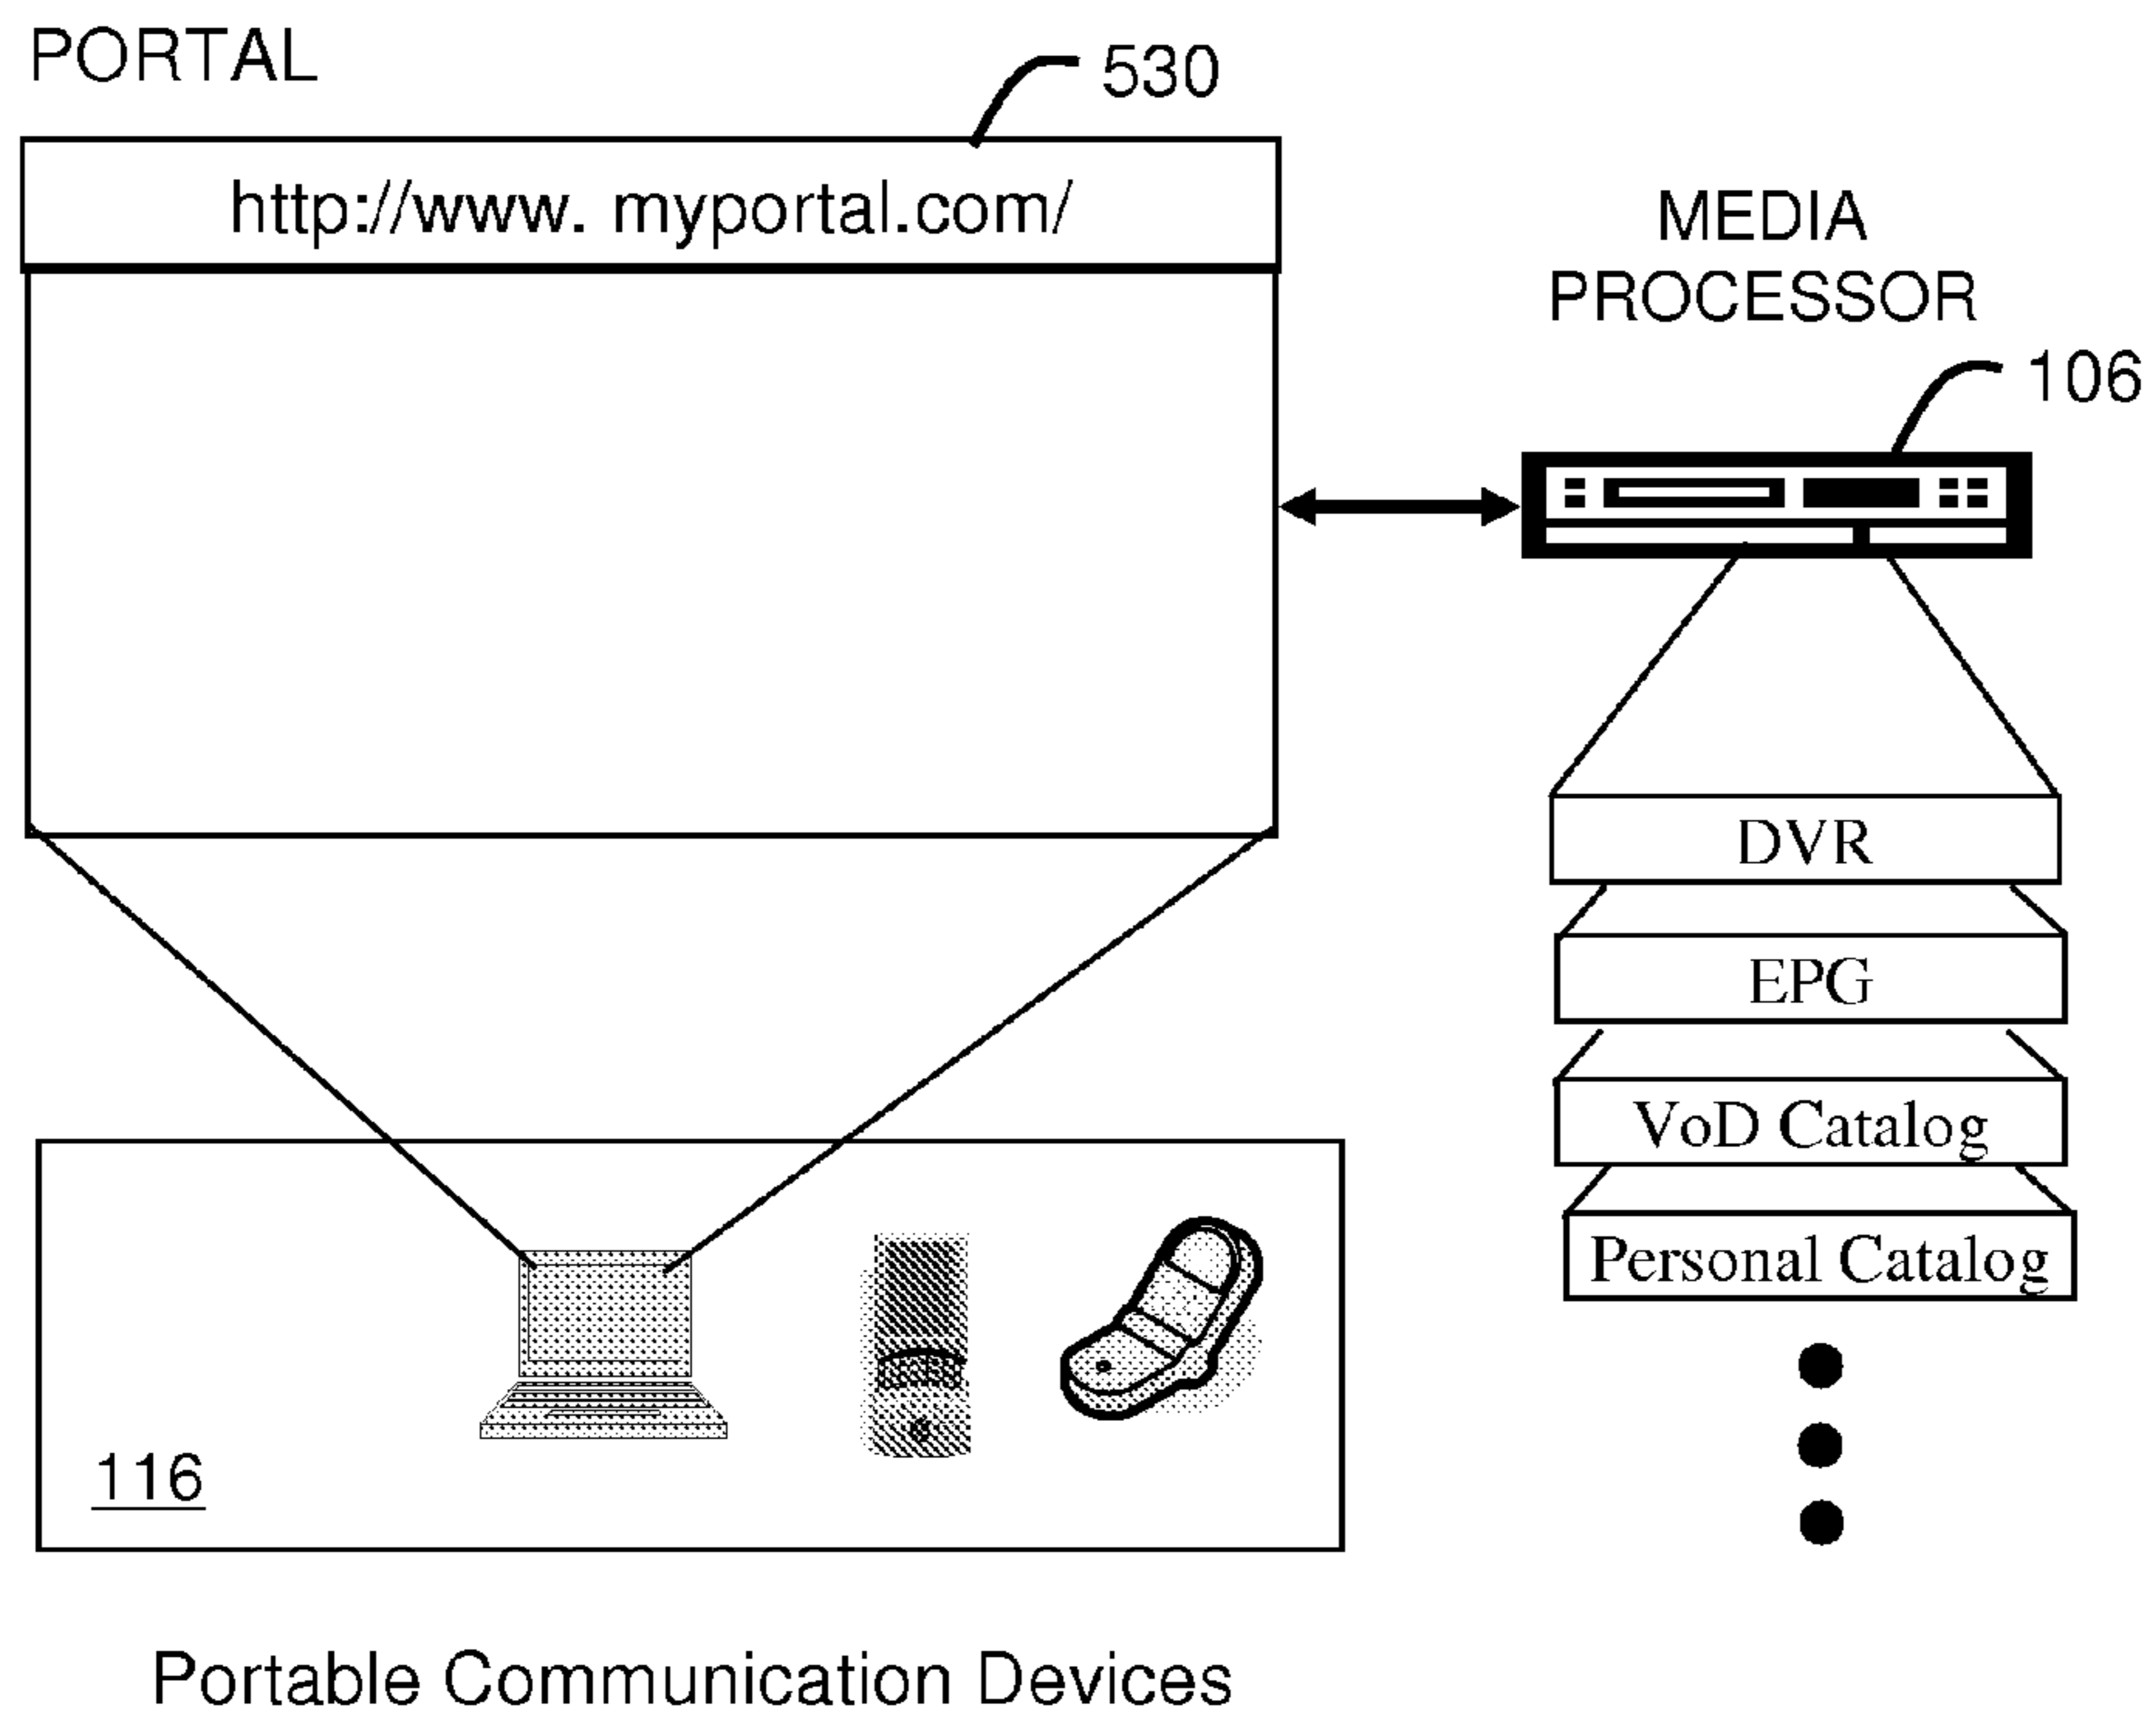 PORTAL
530
http://www. myportal.com/
MEDIA
PROCESSOR
106
DVR
EPG
VoD Catalog
Personal Catalog
116
Portable Communication Devices